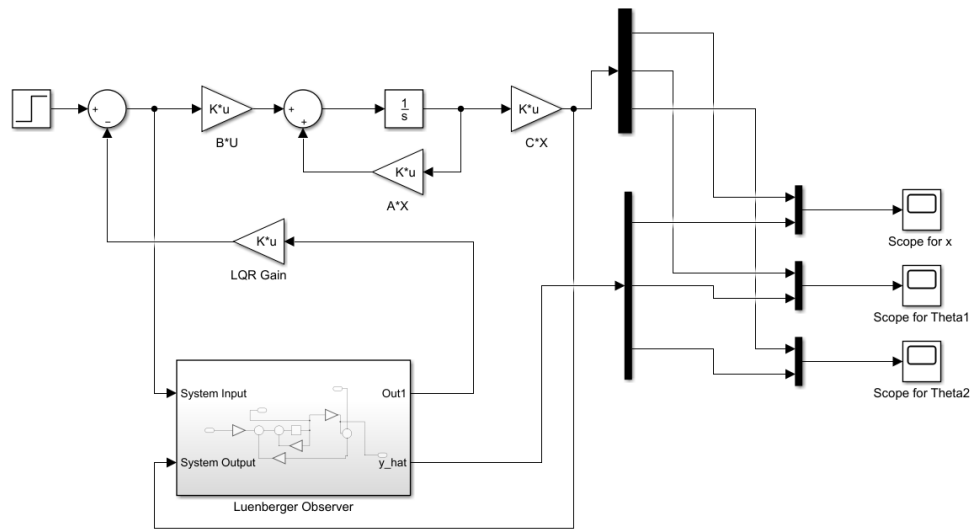 +
−
K*u
B*U
+
+
1
s
K*u
C*X
K*u
A*X
K*u
LQR Gain
Scope for x
Scope for Theta1
Scope for Theta2
System Input
Out1
System Output
y_hat
Luenberger Observer